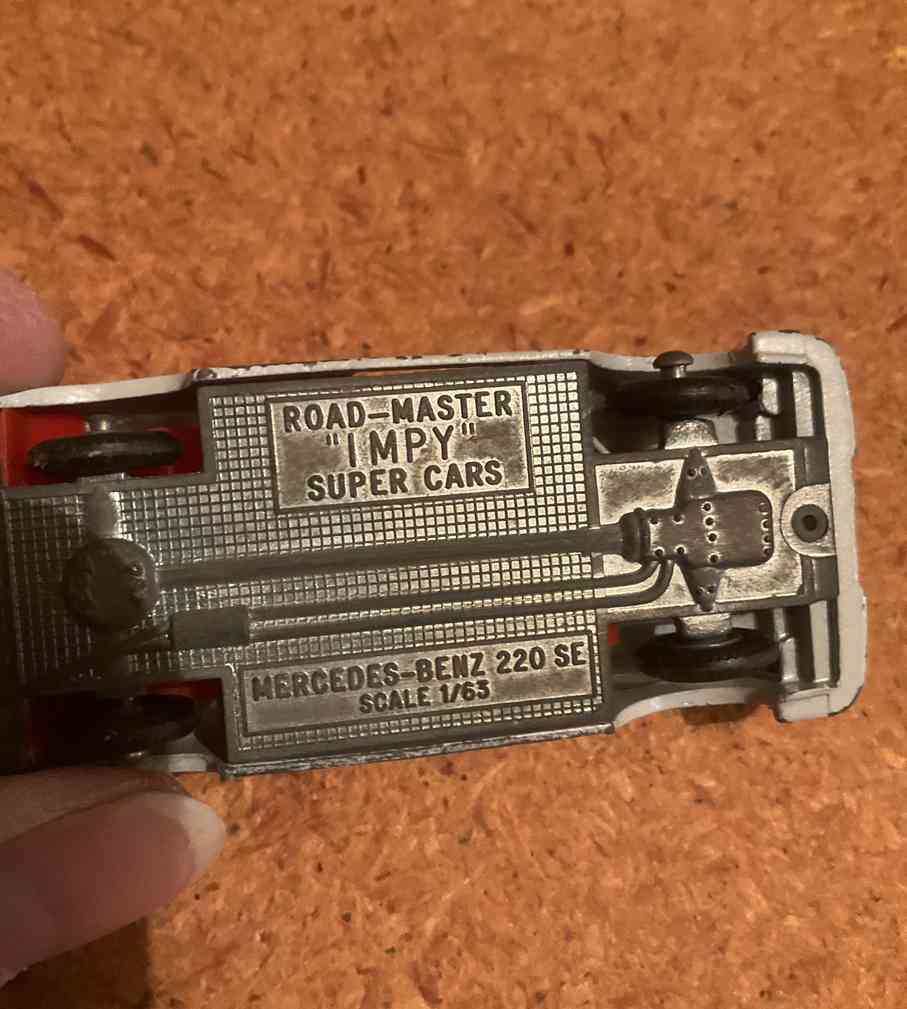 ROAD-MASTER
"IMPY"
SUPER CARS
MERCEDES-BENZ 220 SE
SCALE 1/63